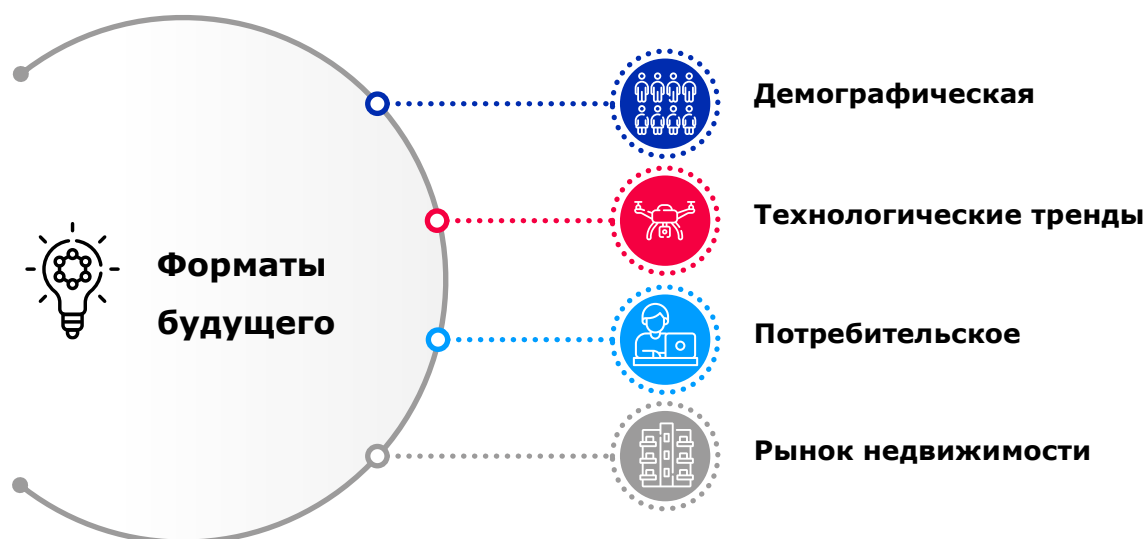 Демографическая
Технологические тренды
Форматы
будущего
Потребительское
Рынок недвижимости